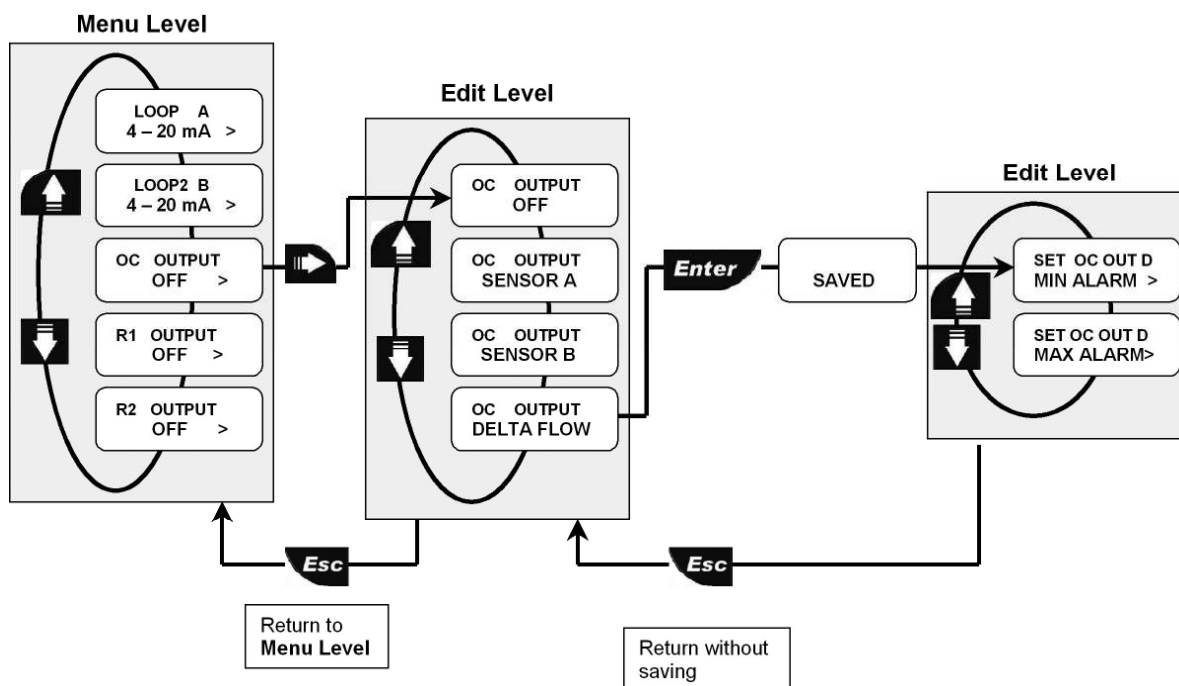 Menu Level
LOOP A
4 – 20 mA >
LOOP2 B
4 – 20 mA >
OC OUTPUT
OFF >
R1 OUTPUT
OFF >
R2 OUTPUT
OFF >
Edit Level
OC OUTPUT
OFF
OC OUTPUT
SENSOR A
OC OUTPUT
SENSOR B
OC OUTPUT
DELTA FLOW
Enter
SAVED
Edit Level
SET OC OUT D
MIN ALARM >
SET OC OUT D
MAX ALARM>
Esc
Return to
Menu Level
Esc
Return without
saving